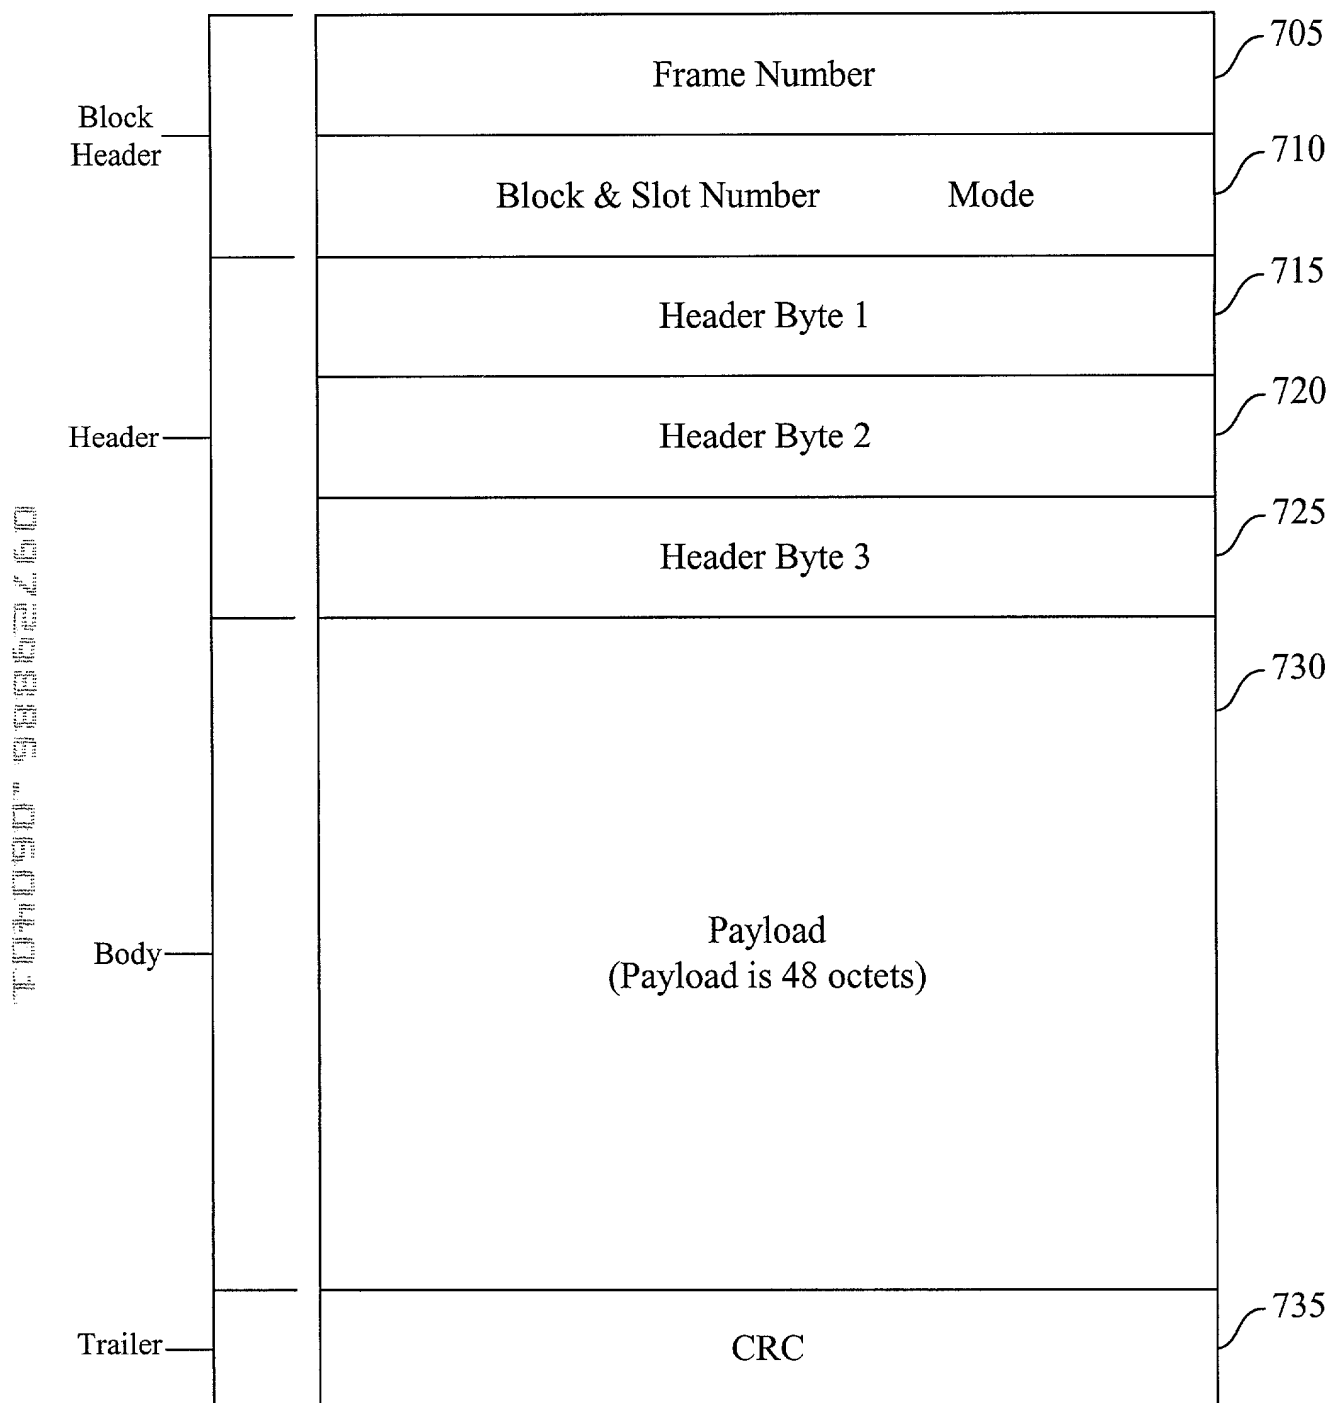 705
Frame Number
Block
Header
710
Block & Slot Number Mode
715
Header Byte 1
720
Header
Header Byte 2
725
Header Byte 3
730
Payload
Body
(Payload is 48 octets)
735
Trailer
CRC